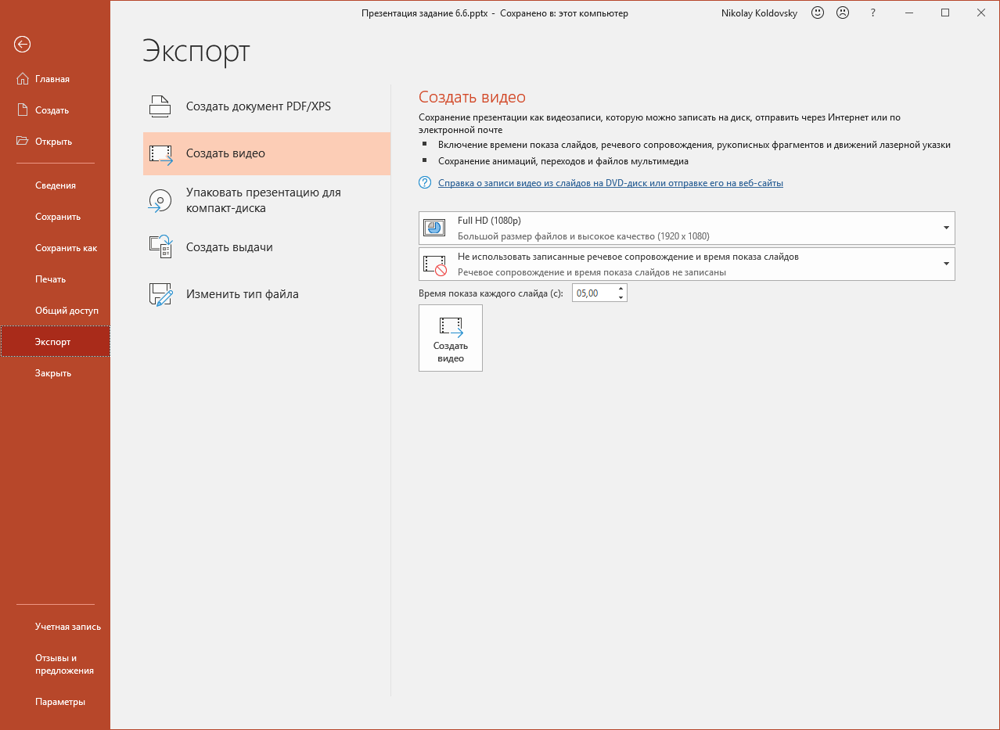 Презентация задание 6.6.pptx - Сохранено в: этот компьютер
Nikolay Koldovsky
?
Главная
Создать
Открыть
Сведения
Сохранить
Сохранить как
Печать
Общий доступ
Экспорт
Закрыть
Учетная запись
Отзывы и
предложения
Параметры
Экспорт
Создать документ PDF/XPS
Создать видео
Упаковать презентацию для
компакт-диска
Создать выдачи
Изменить тип файла
Создать видео
Сохранение презентации как видеозаписи, которую можно записать на диск, отправить через Интернет или по
электронной почте
Включение времени показа слайдов, речевого сопровождения, рукописных фрагментов и движений лазерной указки
Сохранение анимаций, переходов и файлов мультимедиа
Справка о записи видео из слайдов на DVD-диск или отправке его на веб-сайты
Full HD (1080p)
Большой размер файлов и высокое качество (1920 x 1080)
Не использовать записанные речевое сопровождение и время показа слайдов
Речевое сопровождение и время показа слайдов не записаны
Время показа каждого слайда (с): 05,00
Создать
видео